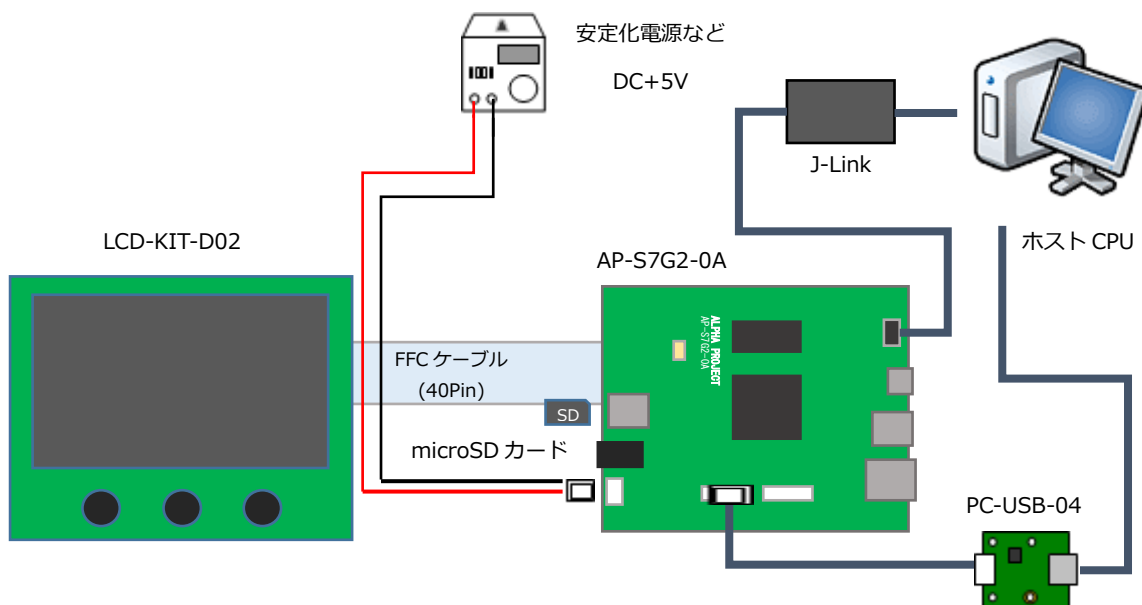 安定化電源など
DC+5V
J-Link
ホスト CPU
LCD-KIT-D02
AP-S7G2-0A
ALPHA PROJECT
AP-S7G2-0A
FFC ケーブル
(40Pin)
SD
microSD カード
PC-USB-04